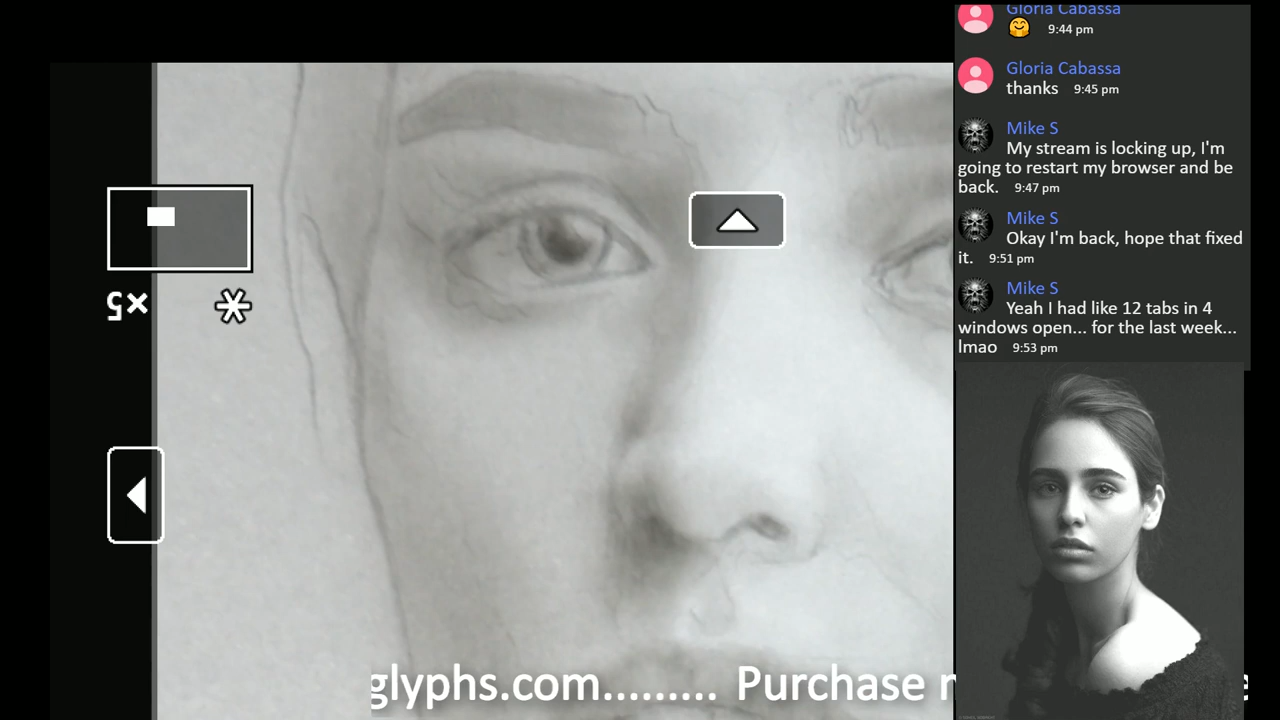 Gloria Cabassa
🤗 9:44 pm
Gloria Cabassa
thanks 9:45 pm
Mike S
My stream is locking up, I'm
going to restart my browser and be
back. 9:47 pm
Mike S
Okay I'm back, hope that fixed
it. 9:51 pm
Mike S
Yeah I had like 12 tabs in 4
windows open... for the last week...
lmao 9:53 pm
x5
glyphs.com......... Purchase